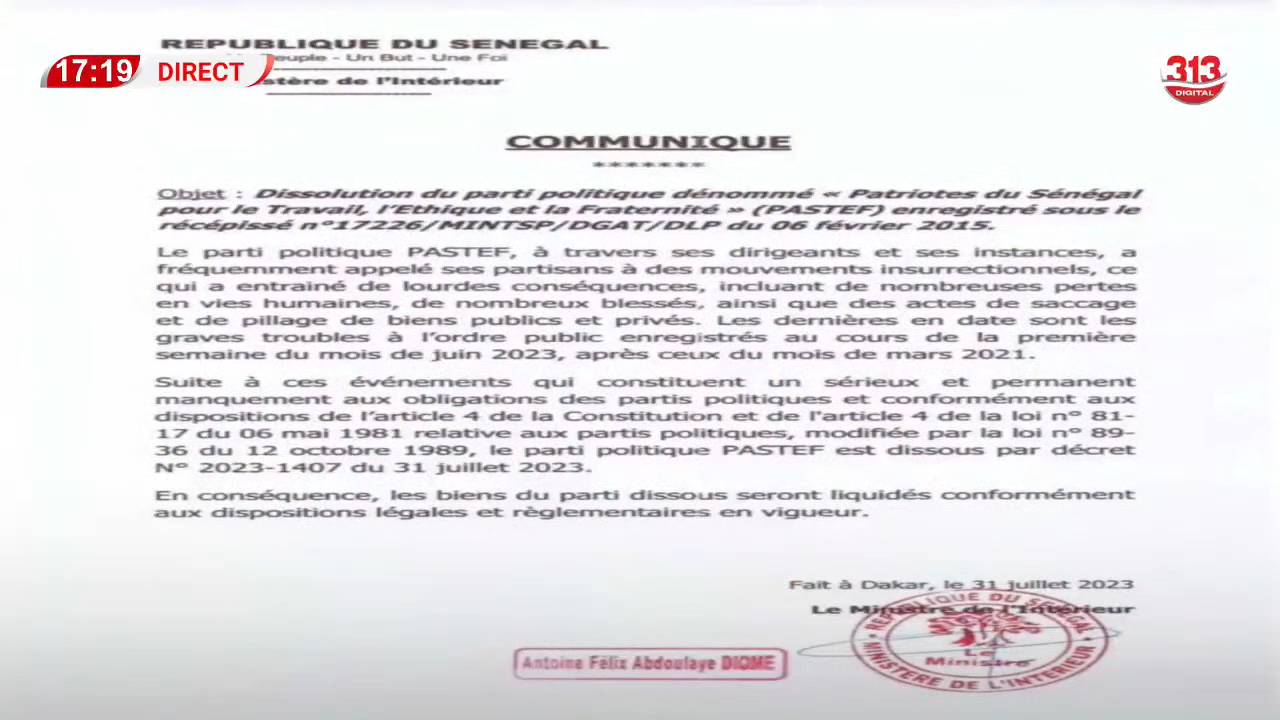 REPUBLIQUE DU SENEGAL
17:19 DIRECT
313
DIGITAL
Peuple - Un But - Une Foi
Ministère de l'Intérieur
COMMUNIQUE
*******
Objet : Dissolution du parti politique dénommé « Patriotes du Sénégal
pour le Travail, l'Ethique et la Fraternité » (PASTEF) enregistré sous le
récépissé n°17226/MINTSP/DGAT/DLP du 06 février 2015.
Le parti politique PASTEF, à travers ses dirigeants et ses instances, a
fréquemment appelé ses partisans à des mouvements insurrectionnels, ce
qui a entrainé de lourdes conséquences, incluant de nombreuses pertes
en vies humaines, de nombreux blessés, ainsi que des actes de saccage
et de pillage de biens publics et privés. Les dernières en date sont les
graves troubles à l'ordre public enregistrés au cours de la première
semaine du mois de juin 2023, après ceux du mois de mars 2021.
Suite à ces événements qui constituent un sérieux et permanent
manquement aux obligations des partis politiques et conformément aux
dispositions de l'article 4 de la Constitution et de l'article 4 de la loi n° 81-
17 du 06 mai 1981 relative aux partis politiques, modifiée par la loi n° 89-
36 du 12 octobre 1989, le parti politique PASTEF est dissous par décret
N° 2023-1407 du 31 juillet 2023.
En conséquence, les biens du parti dissous seront liquidés conformément
aux dispositions légales et règlementaires en vigueur.
Fait à Dakar, le 31 juillet 2023
Le Ministre de l'Intérieur
REPUBLIQUE DU SENEGAL
Le
Ministre
MINISTERE DE L'INTERIEUR
Antoine Félix Abdoulaye DIOME